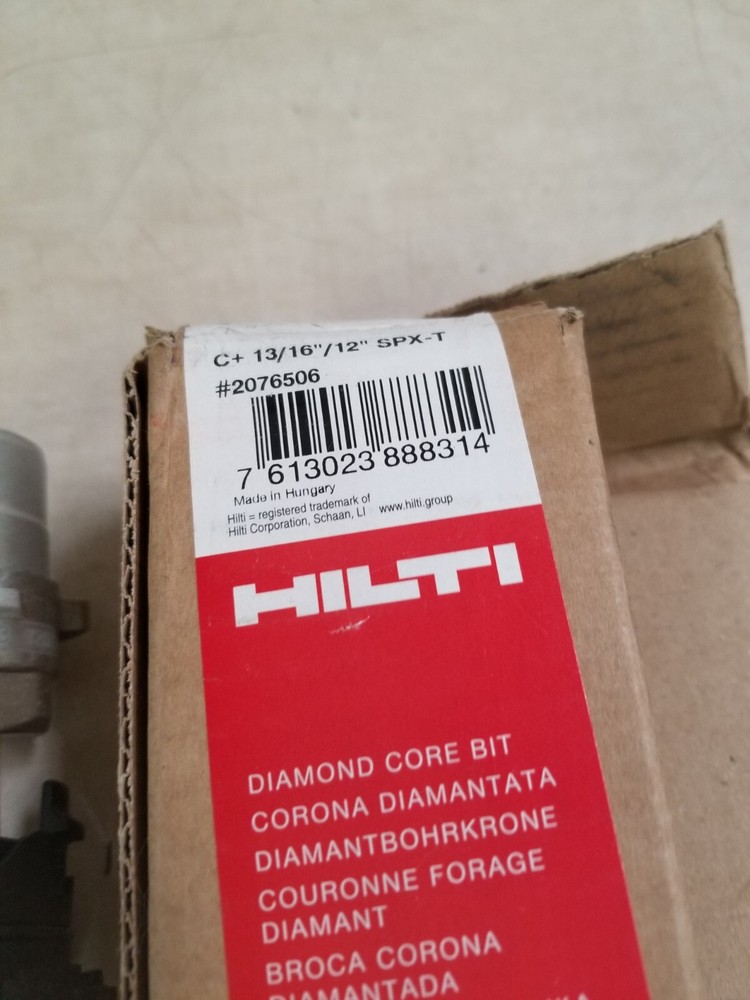 C+ 13/16"/12" SPX-T
#2076506
7 613023 888314
Made in Hungary
Hilti = registered trademark of
Hilti Corporation, Schaan, LI www.hilti.group
HILTI
DIAMOND CORE BIT
CORONA DIAMANTATA
DIAMANTBOHRKRONE
COURONNE FORAGE
DIAMANT
BROCA CORONA
DIAMANTADA